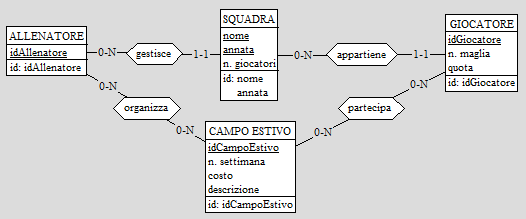 ALLENATORE
idAllenatore
id: idAllenatore
0-N
gestisce
1-1
SQUADRA
nome
annata
n. giocatori
id: nome
annata
0-N
appartiene
1-1
GIOCATORE
idGiocatore
n. maglia
quota
id: idGiocatore
0-N
organizza
0-N
CAMPO ESTIVO
idCampoEstivo
n. settimana
costo
descrizione
id: idCampoEstivo
0-N
partecipa
0-N